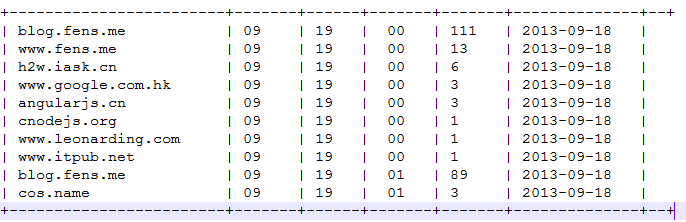 +------------------------+-------+-------+-------+-------+--------------+--+
| blog.fens.me | 09 | 19 | 00 | 111 | 2013-09-18 | |
| www.fens.me | 09 | 19 | 00 | 13 | 2013-09-18 | |
| h2w.iask.cn | 09 | 19 | 00 | 6 | 2013-09-18 | |
| www.google.com.hk | 09 | 19 | 00 | 3 | 2013-09-18 | |
| angularjs.cn | 09 | 19 | 00 | 3 | 2013-09-18 | |
| cnodejs.org | 09 | 19 | 00 | 1 | 2013-09-18 | |
| www.leonarding.com | 09 | 19 | 00 | 1 | 2013-09-18 | |
| www.itpub.net | 09 | 19 | 00 | 1 | 2013-09-18 | |
| blog.fens.me | 09 | 19 | 01 | 89 | 2013-09-18 | |
| cos.name | 09 | 19 | 01 | 3 | 2013-09-18 | |
+------------------------+-------+-------+-------+-------+--------------+--+